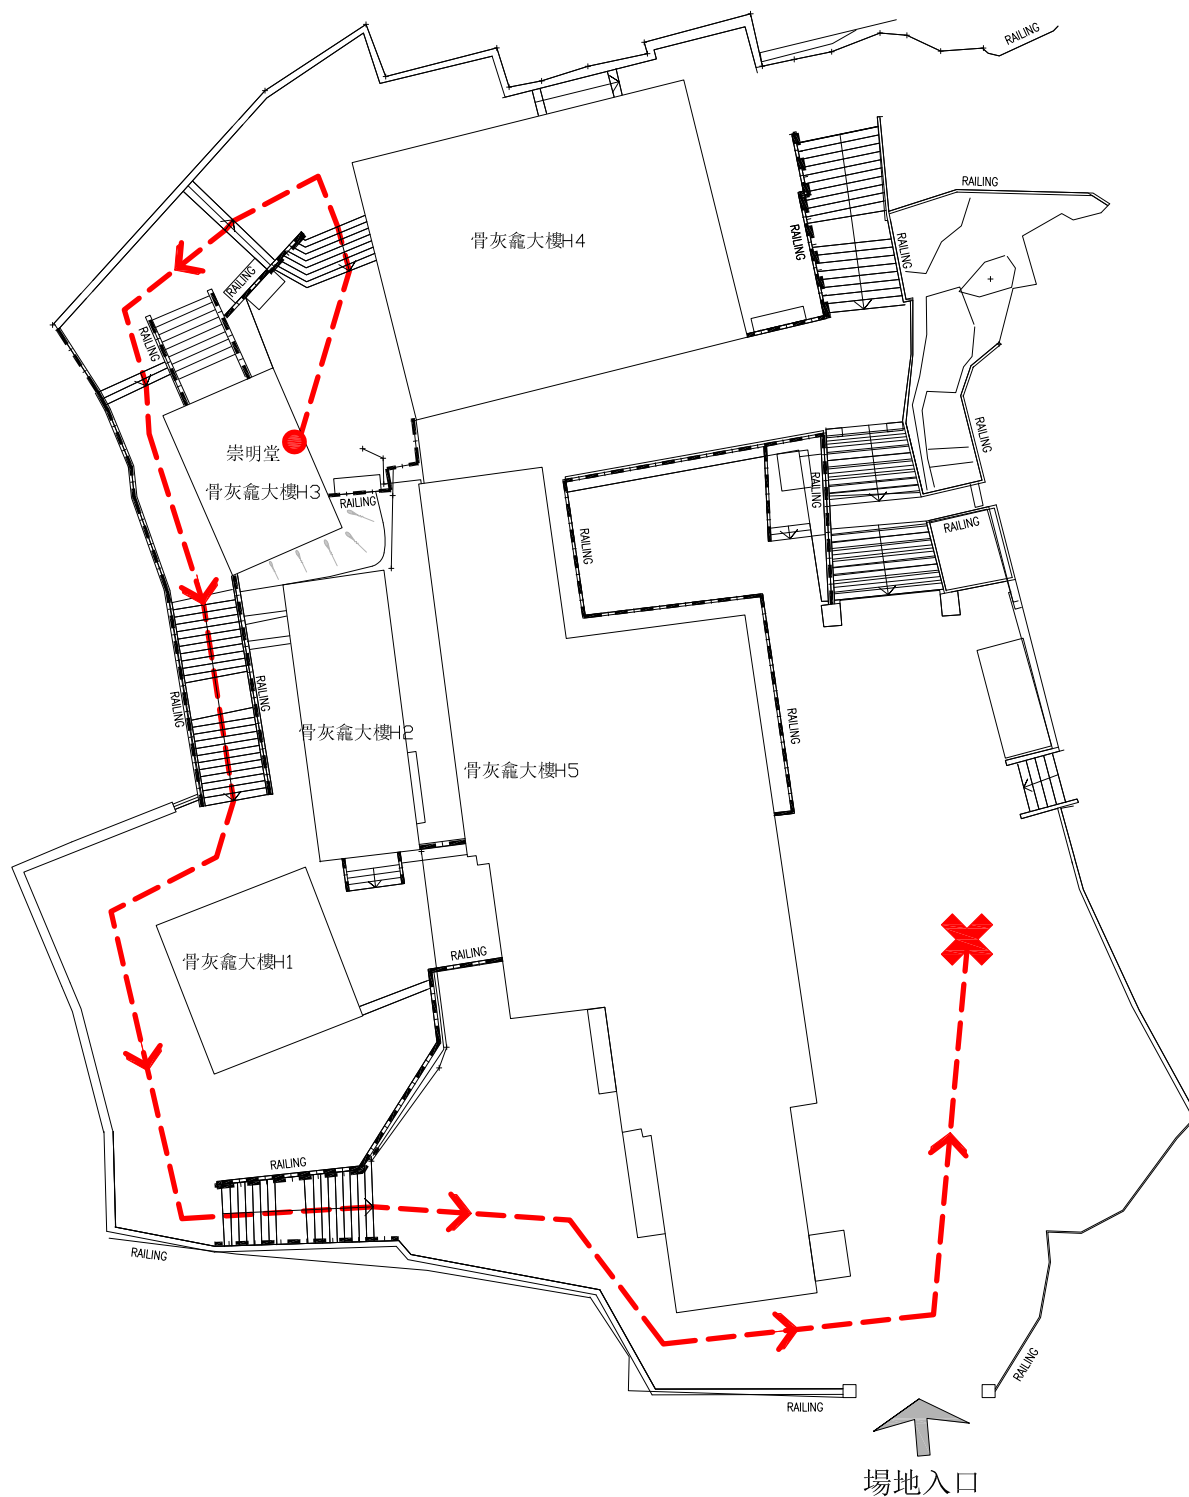 RAILING
RAILING
骨灰龕大樓H4
RAILING
RAILING
RAILING
RAILING
RAILING
崇明堂
骨灰龕大樓H3
RAILING
RAILING
RAILING
RAILING
RAILING
RAILING
RAILING
RAILING
骨灰龕大樓H2
骨灰龕大樓H5
骨灰龕大樓H1
RAILING
RAILING
RAILING
RAILING
RAILING
場地入口